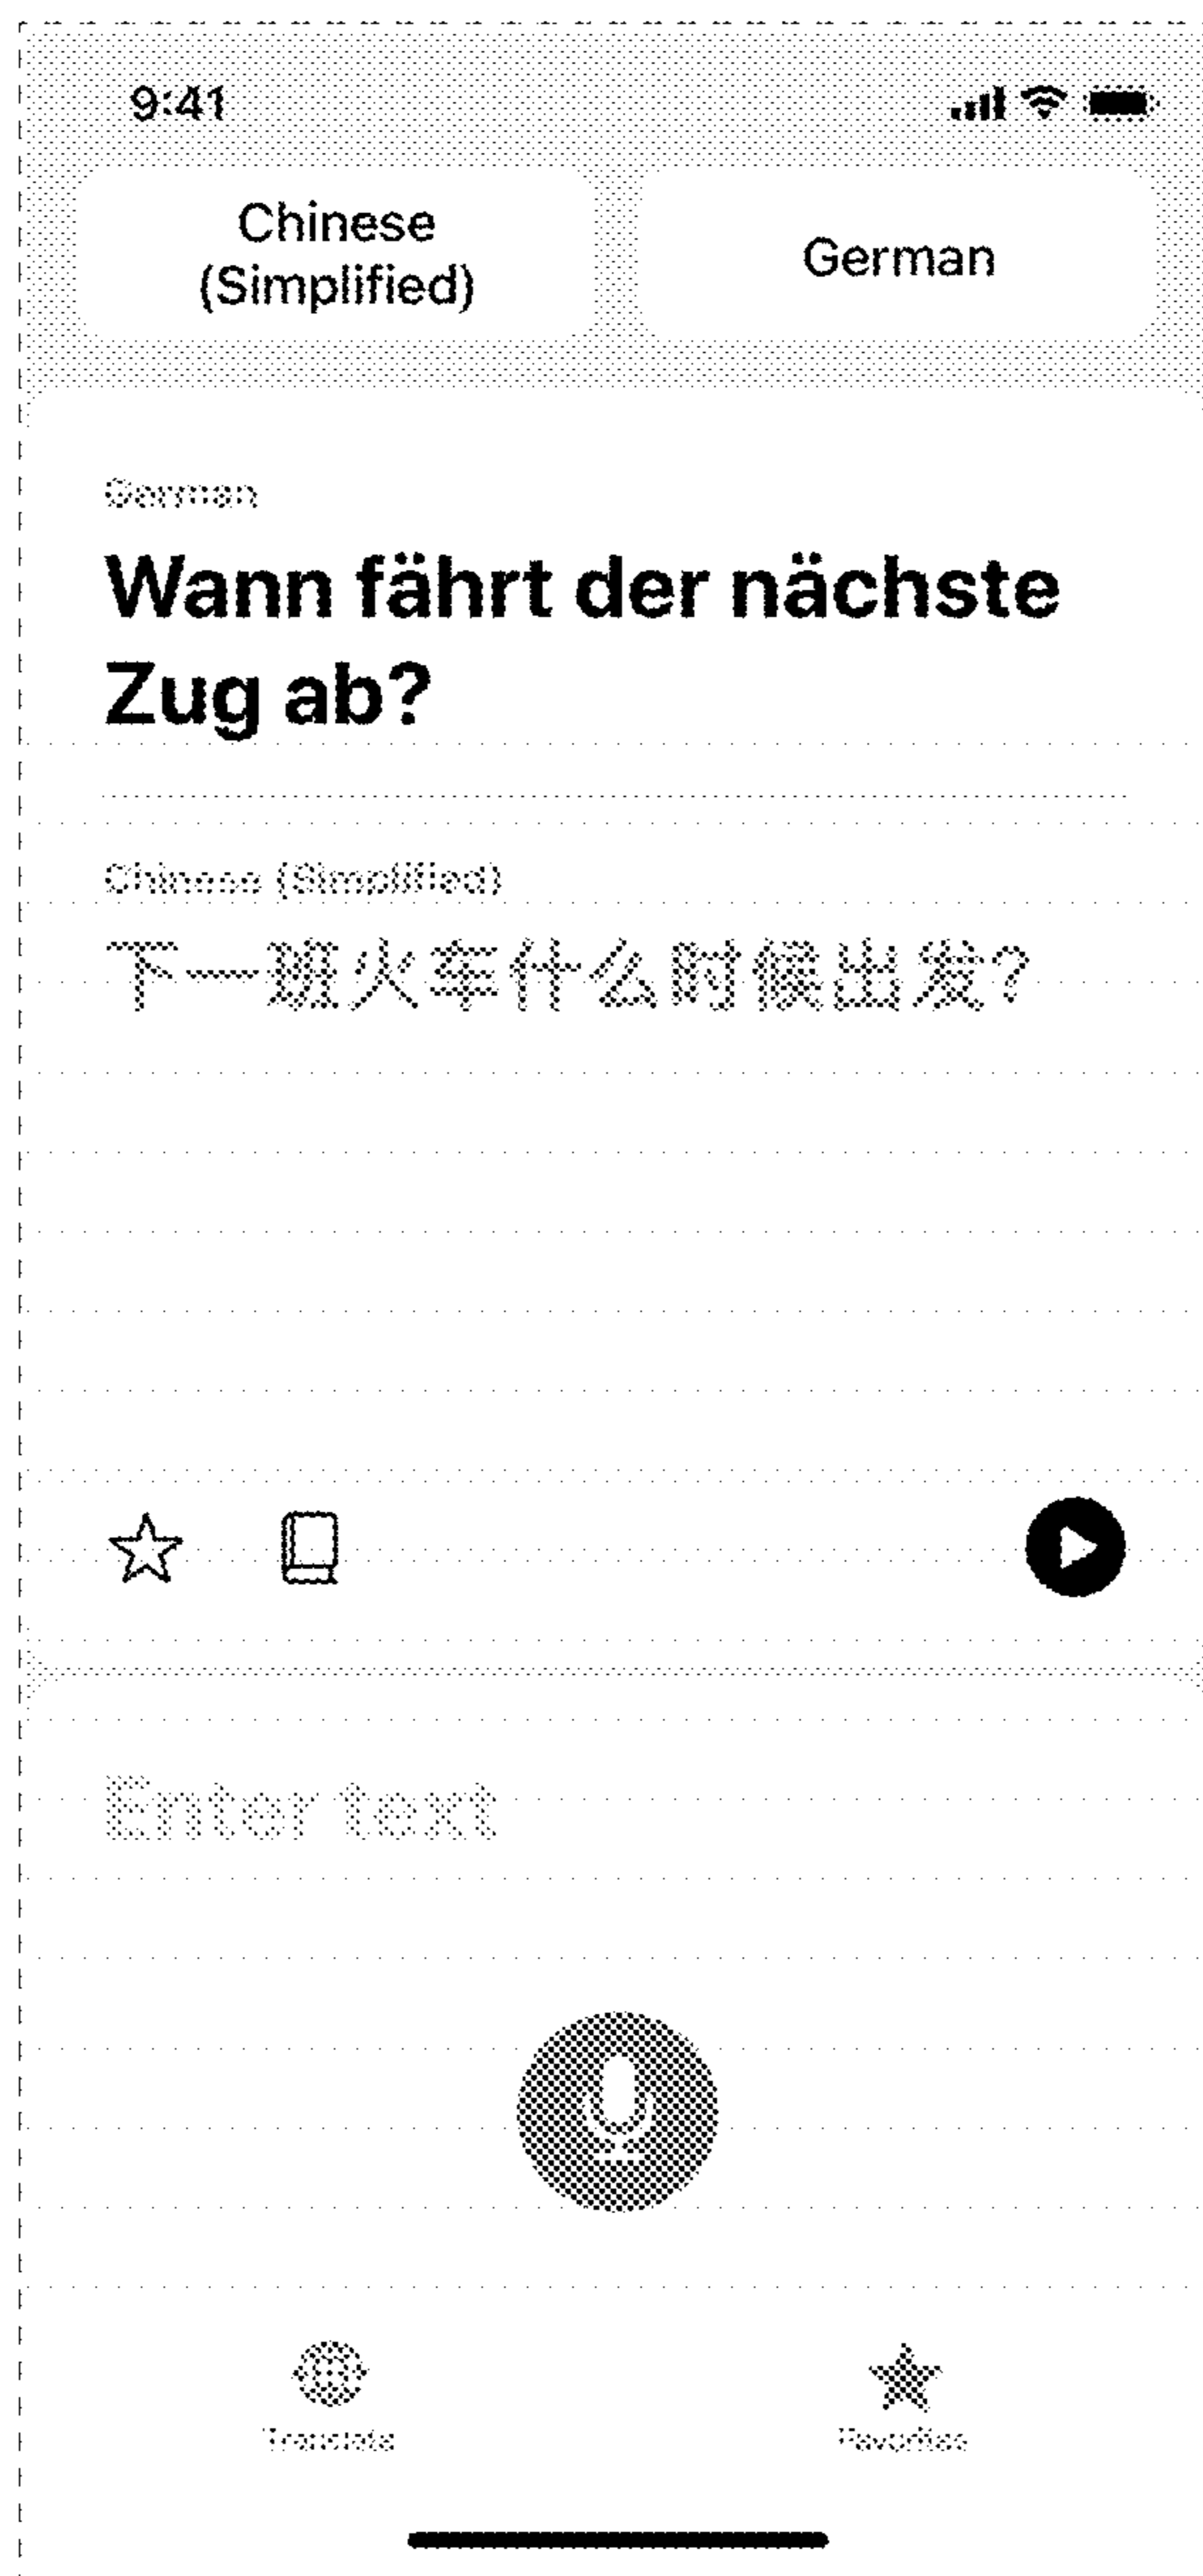 9:41
Chinese
(Simplified)
German
German
Wann fährt der nächste
Zug ab?
Chinese (Simplified)
下一班火车什么时候出发?
Enter text
Translate
Favorites